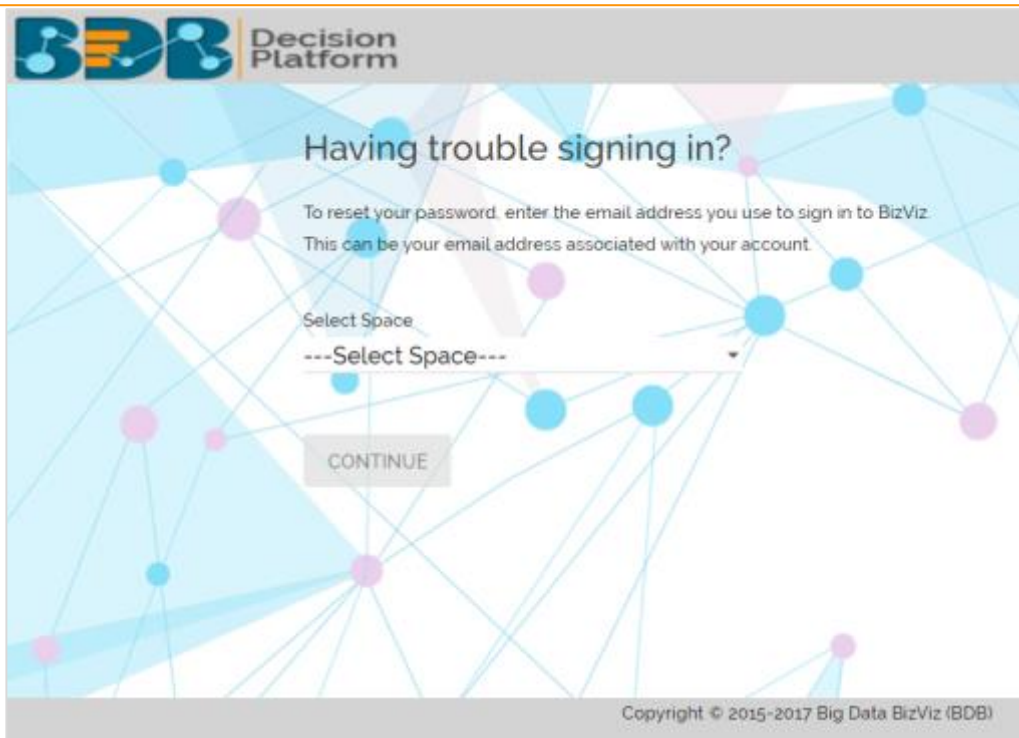 BDB Decision
Platform
Having trouble signing in?
To reset your password, enter the email address you use to sign in to BizViz.
This can be your email address associated with your account.
Select Space
---Select Space---
CONTINUE
Copyright © 2015-2017 Big Data BizViz (BDB)